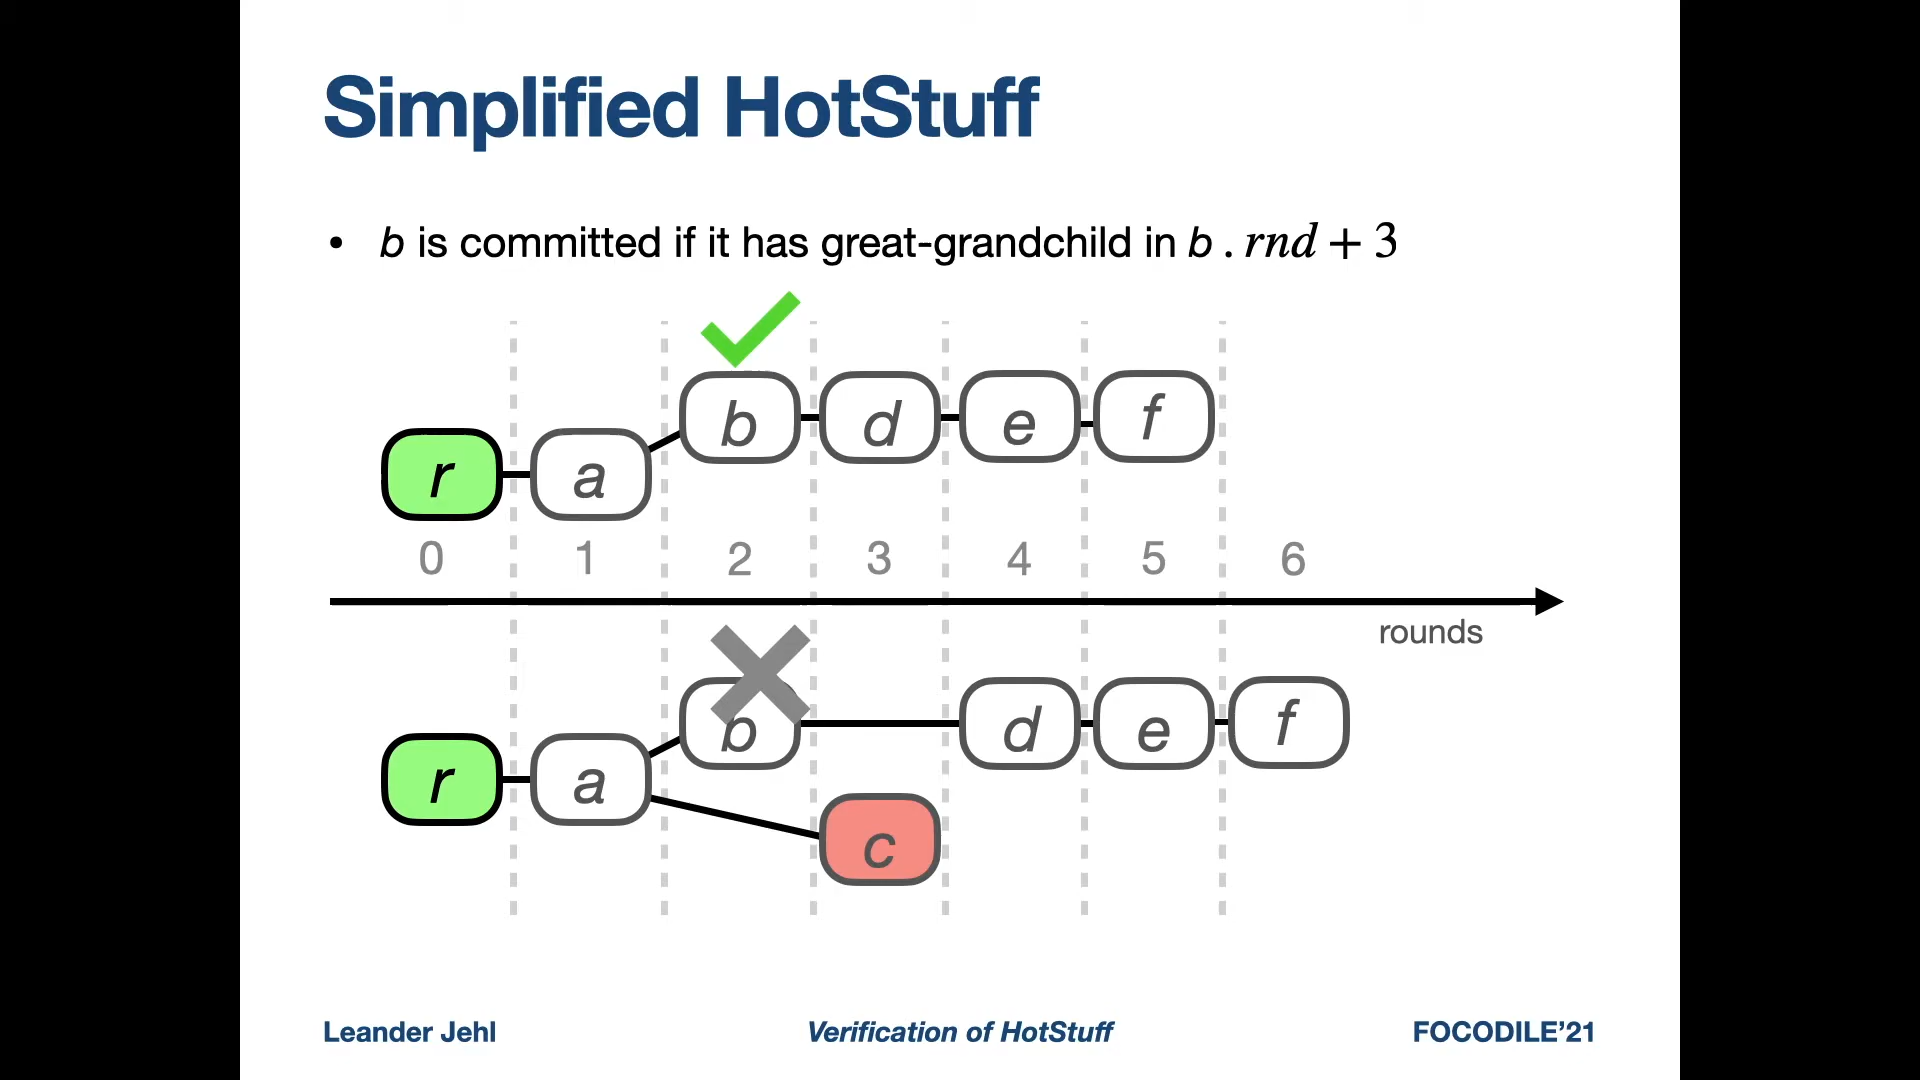 Simplified HotStuff
• b is committed if it has great-grandchild in b . rnd + 3
b d e f
r a
0 1 2 3 4 5 6
rounds
b d e f
r a
c
Leander Jehl Verification of HotStuff FOCODILE’21